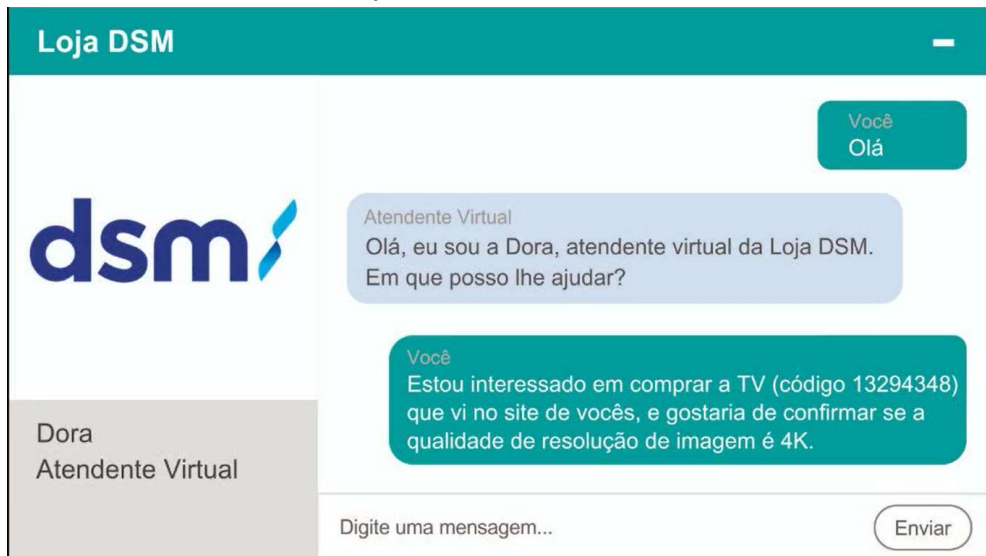 Loja DSM
Você
Olá
dsm
Atendente Virtual
Olá, eu sou a Dora, atendente virtual da Loja DSM.
Em que posso lhe ajudar?
Você
Estou interessado em comprar a TV (código 13294348)
que vi no site de vocês, e gostaria de confirmar se a
qualidade de resolução de imagem é 4K.
Dora
Atendente Virtual
Digite uma mensagem...
Enviar